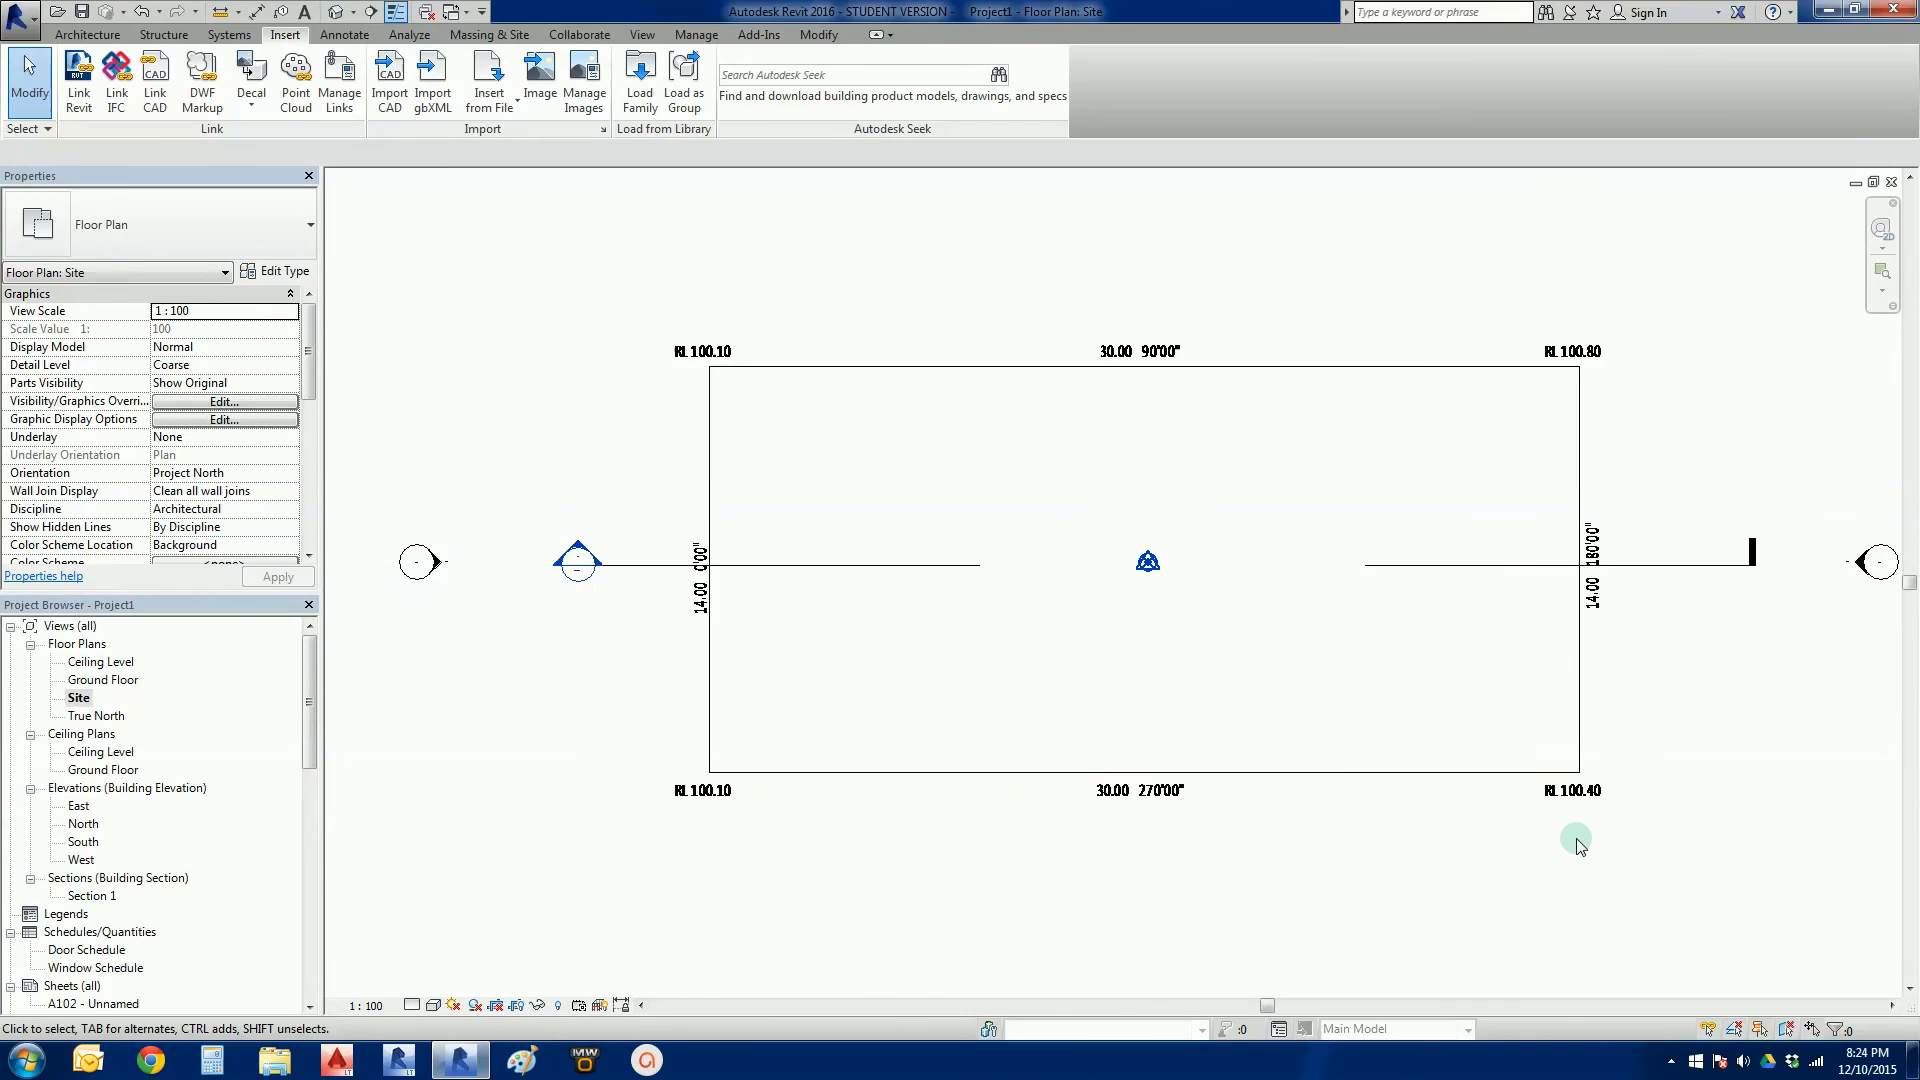 Autodesk Revit 2016 - STUDENT VERSION - Project1 - Floor Plan: Site
Type a keyword or phrase
Sign In
Architecture Structure Systems Insert Annotate Analyze Massing & Site Collaborate View Manage Add-Ins Modify
Modify
Link Revit
Link IFC
Link CAD
DWF Markup
Decal
Point Cloud
Manage Links
Import CAD
Import gbXML
Insert from File
Image
Manage Images
Load Family
Load as Group
Search Autodesk Seek
Find and download building product models, drawings, and specs
Select
Link
Import
Load from Library
Autodesk Seek
Properties
Floor Plan
Floor Plan: Site
Edit Type
Graphics
View Scale 1 : 100
Scale Value 1: 100
Display Model Normal
Detail Level Coarse
Parts Visibility Show Original
Visibility/Graphics Overri... Edit...
Graphic Display Options Edit...
Underlay None
Underlay Orientation Plan
Orientation Project North
Wall Join Display Clean all wall joins
Discipline Architectural
Show Hidden Lines By Discipline
Color Scheme Location Background
Color Scheme <none>
Properties help
Apply
Project Browser - Project1
Views (all)
Floor Plans
Ceiling Level
Ground Floor
Site
True North
Ceiling Plans
Ceiling Level
Ground Floor
Elevations (Building Elevation)
East
North
South
West
Sections (Building Section)
Section 1
Legends
Schedules/Quantities
Door Schedule
Window Schedule
Sheets (all)
A102 - Unnamed
RL 100.10
30.00 90°00"
RL 100.80
14.00 0°00"
14.00 180°00"
RL 100.10
30.00 270°00"
RL 100.40
2D
1 : 100
Click to select, TAB for alternates, CTRL adds, SHIFT unselects.
:0
Main Model
:0
8:24 PM
12/10/2015